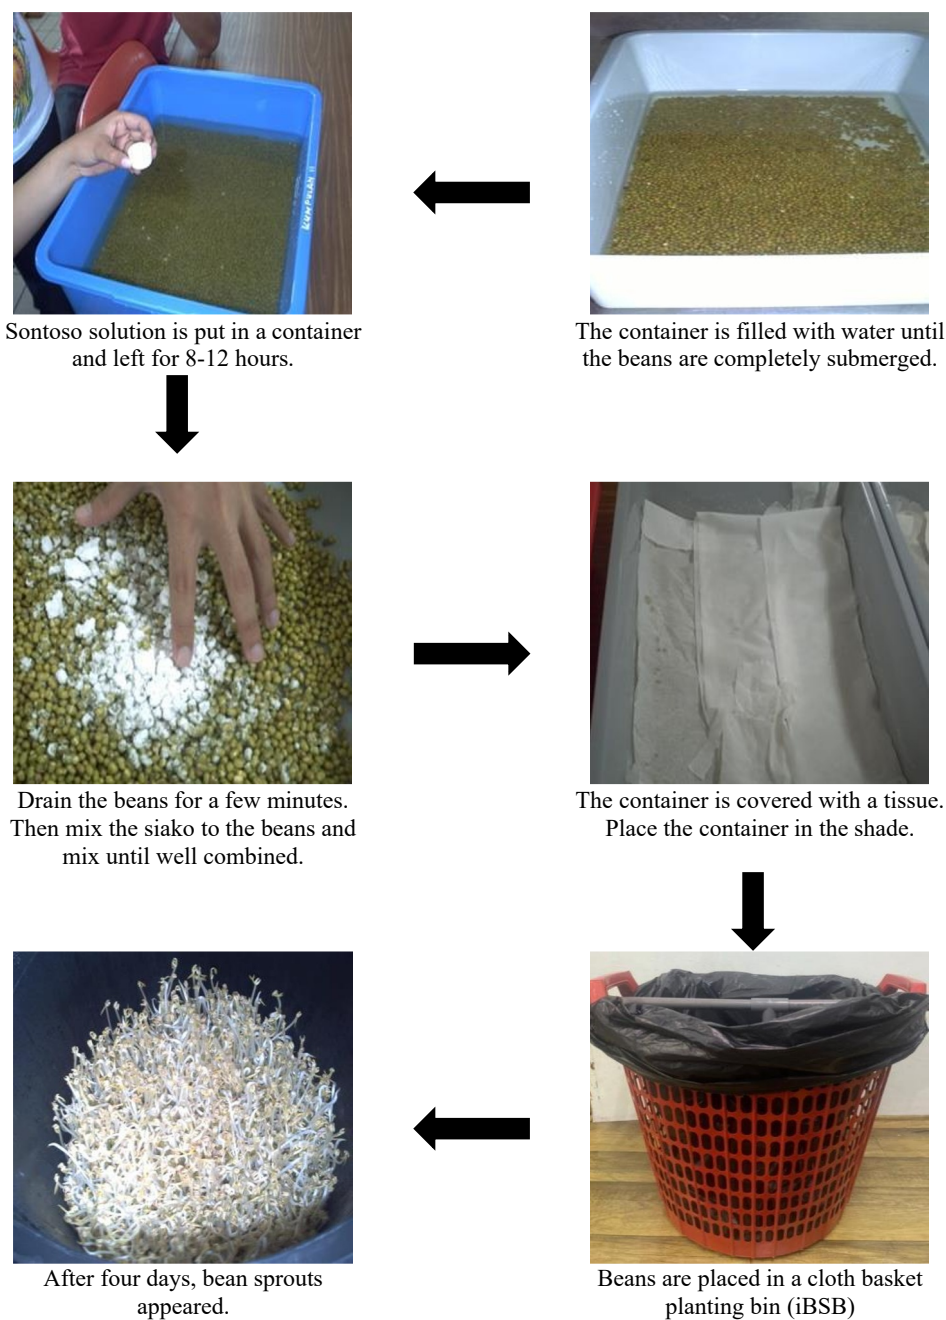 KUMPULAN 11
Sontoso solution is put in a container
and left for 8-12 hours.
The container is filled with water until
the beans are completely submerged.
Drain the beans for a few minutes.
Then mix the siako to the beans and
mix until well combined.
The container is covered with a tissue.
Place the container in the shade.
After four days, bean sprouts
appeared.
Beans are placed in a cloth basket
planting bin (iBSB)